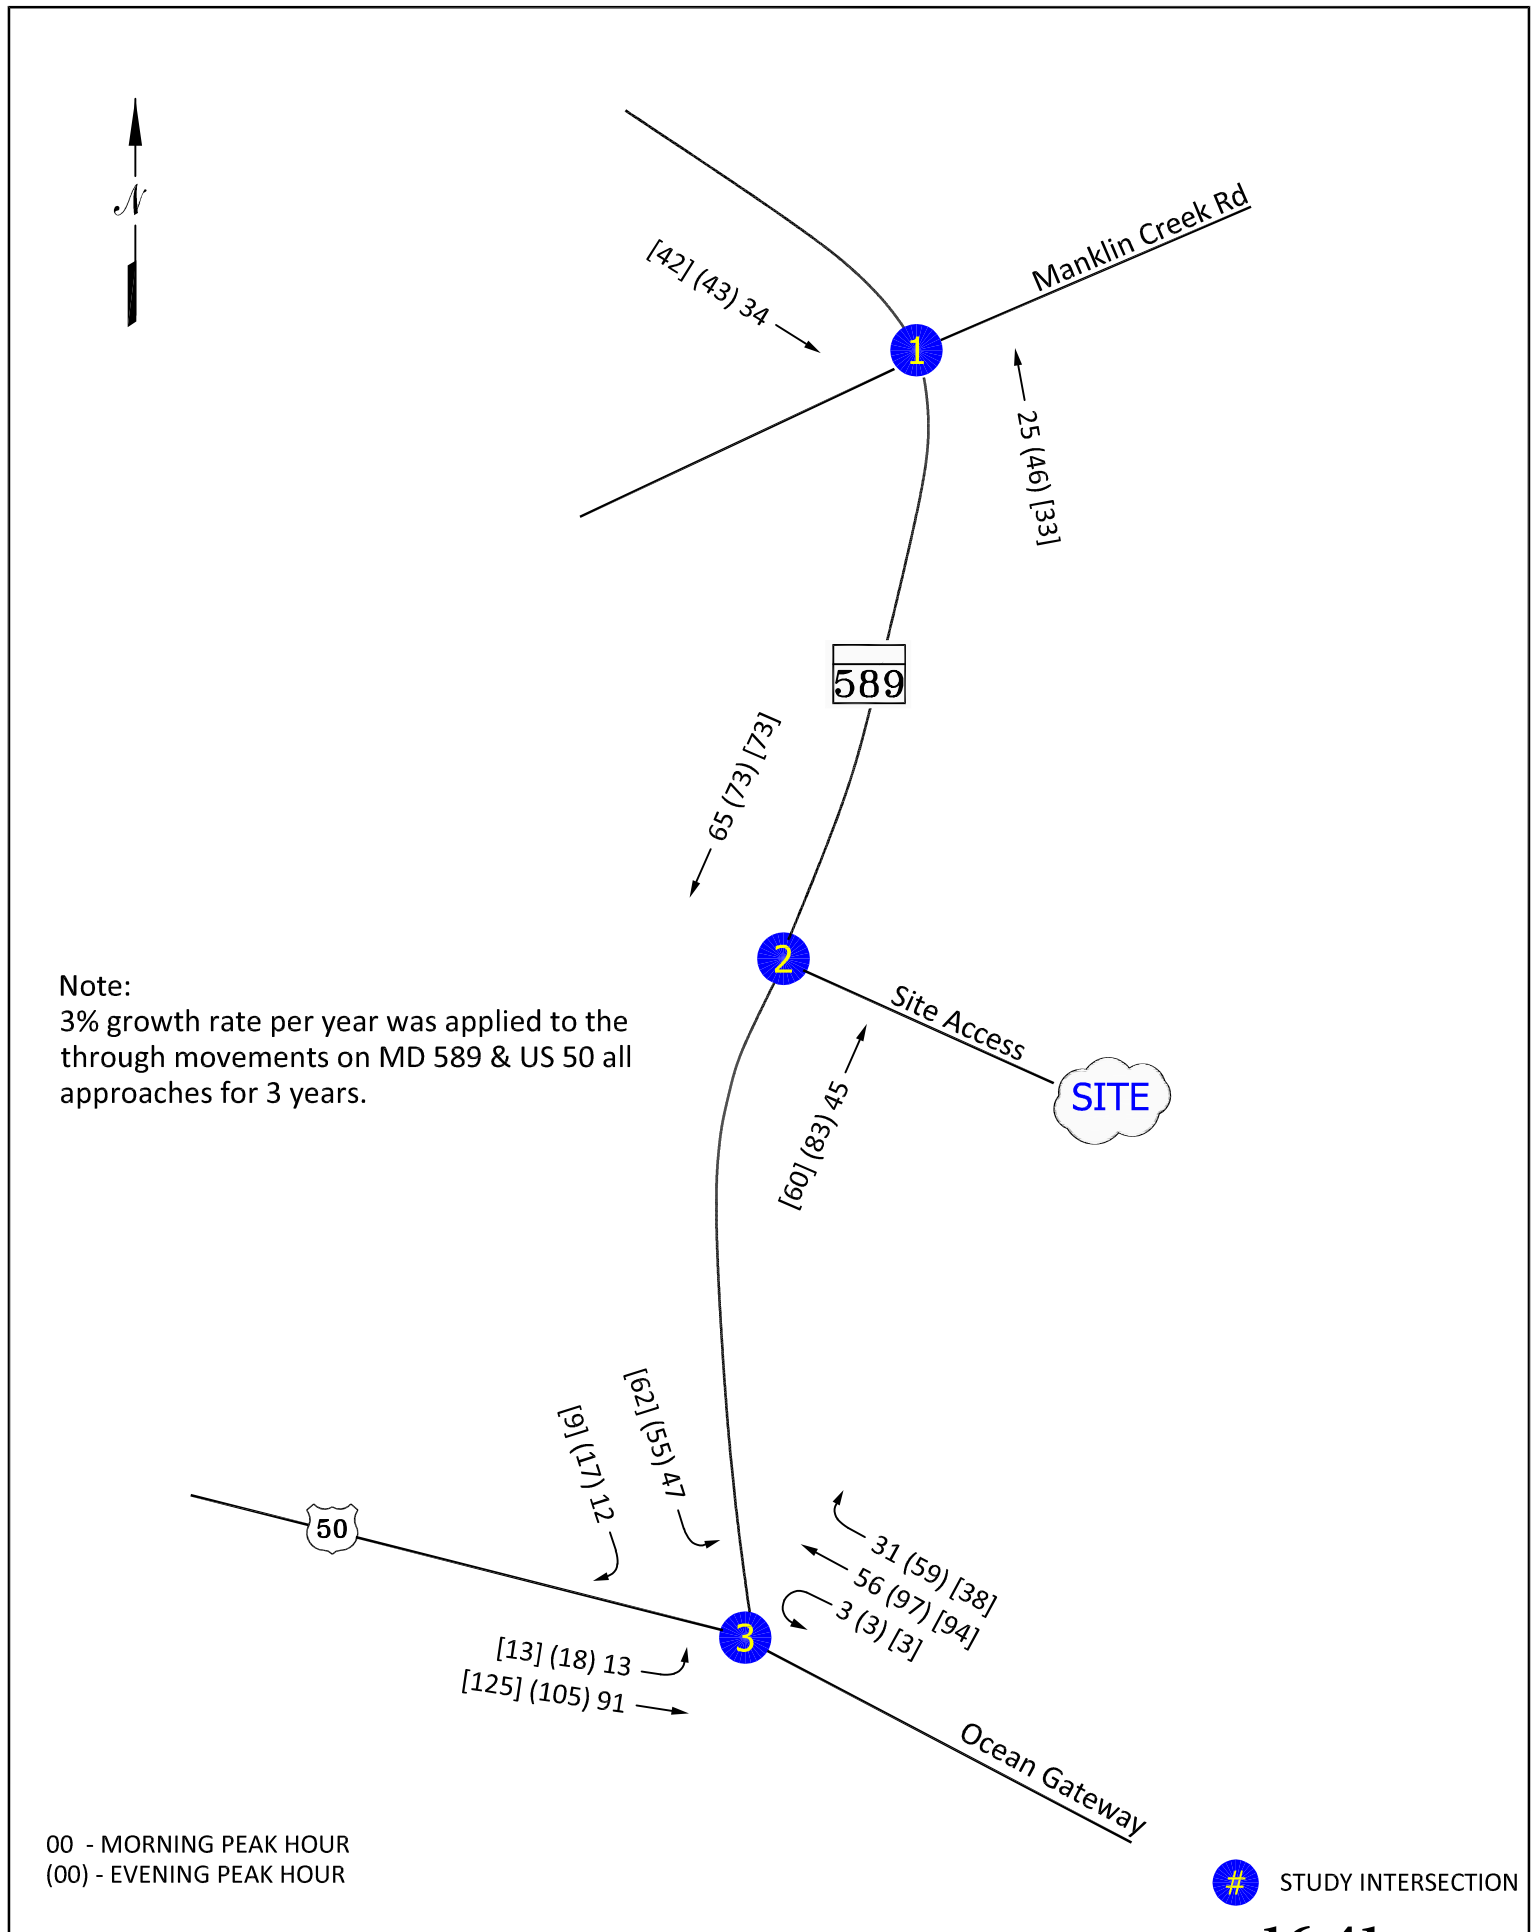 N
Manklin Creek Rd
[42] (43) 34
1
25 (46) [33]
589
65 (73) [73]
2
Site Access
SITE
Note:
3% growth rate per year was applied to the
through movements on MD 589 & US 50 all
approaches for 3 years.
[60] (83) 45
[62] (55) 47
[9] (17) 12
50
31 (59) [38]
56 (97) [94]
3 (3) [3]
3
[13] (18) 13
[125] (105) 91
Ocean Gateway
00 - MORNING PEAK HOUR
(00) - EVENING PEAK HOUR
# STUDY INTERSECTION